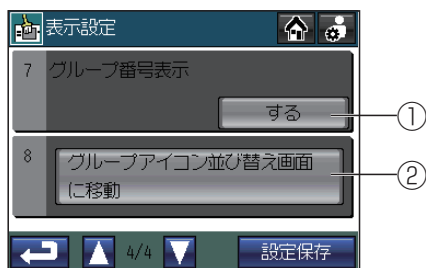 表示設定
7 グループ番号表示
する
①
8 グループアイコン並び替え画面
に移動
②
4/4
設定保存